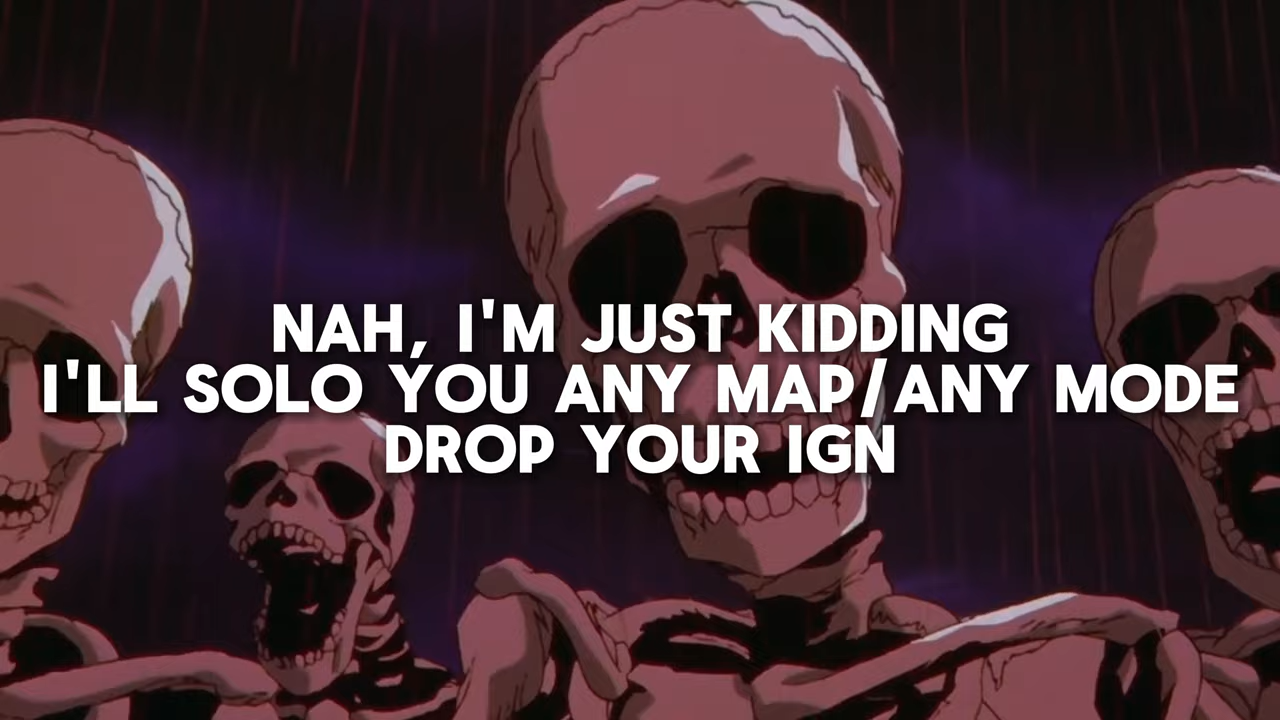 NAH, I'M JUST KIDDING
I'LL SOLO YOU ANY MAP/ANY MODE
DROP YOUR IGN